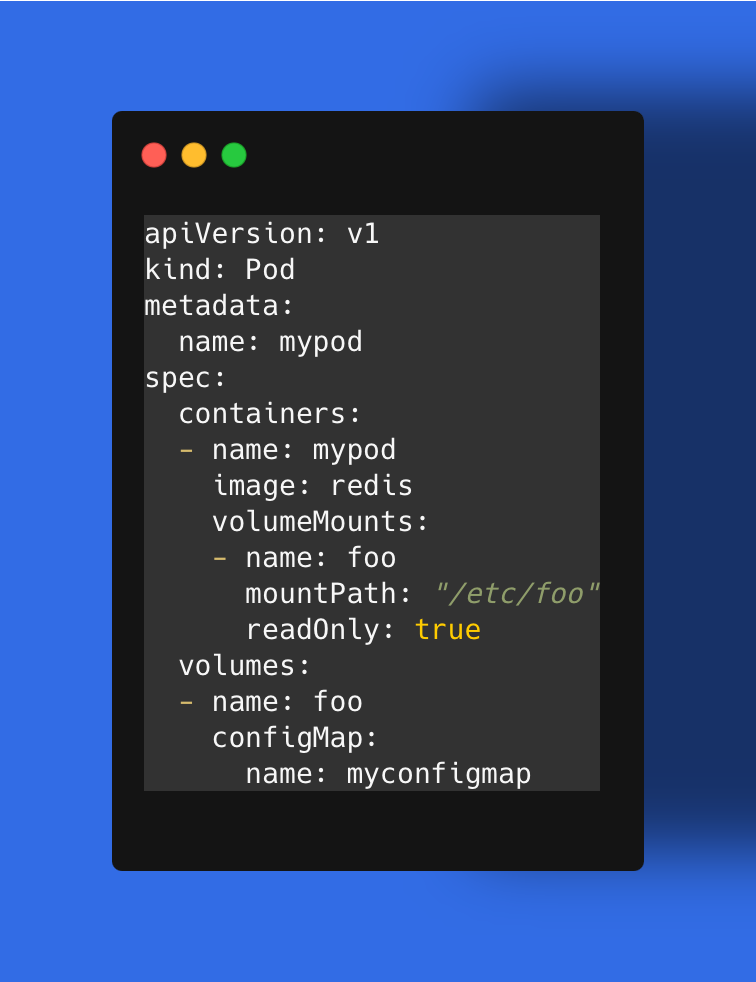 apiVersion: v1
kind: Pod
metadata:
  name: mypod
spec:
  containers:
  - name: mypod
    image: redis
    volumeMounts:
    - name: foo
      mountPath: "/etc/foo"
      readOnly: true
  volumes:
  - name: foo
    configMap:
      name: myconfigmap